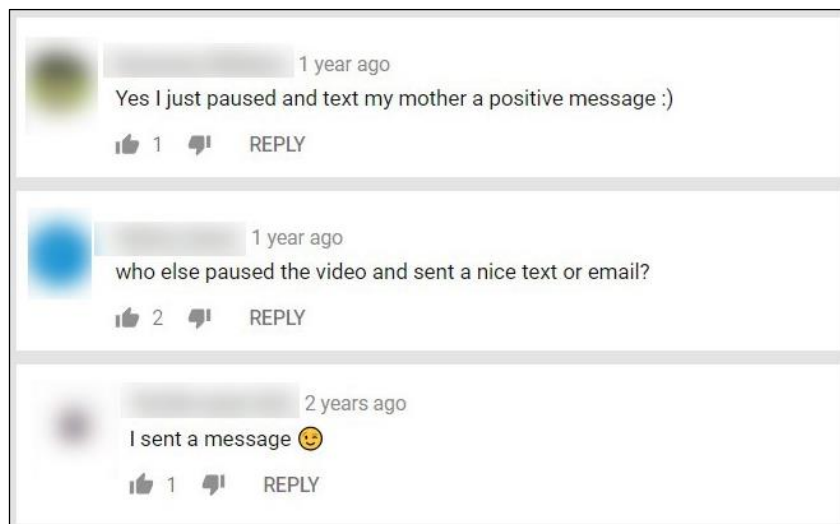 1 year ago
Yes I just paused and text my mother a positive message :)
1 REPLY
1 year ago
who else paused the video and sent a nice text or email?
2 REPLY
2 years ago
I sent a message 😉
1 REPLY